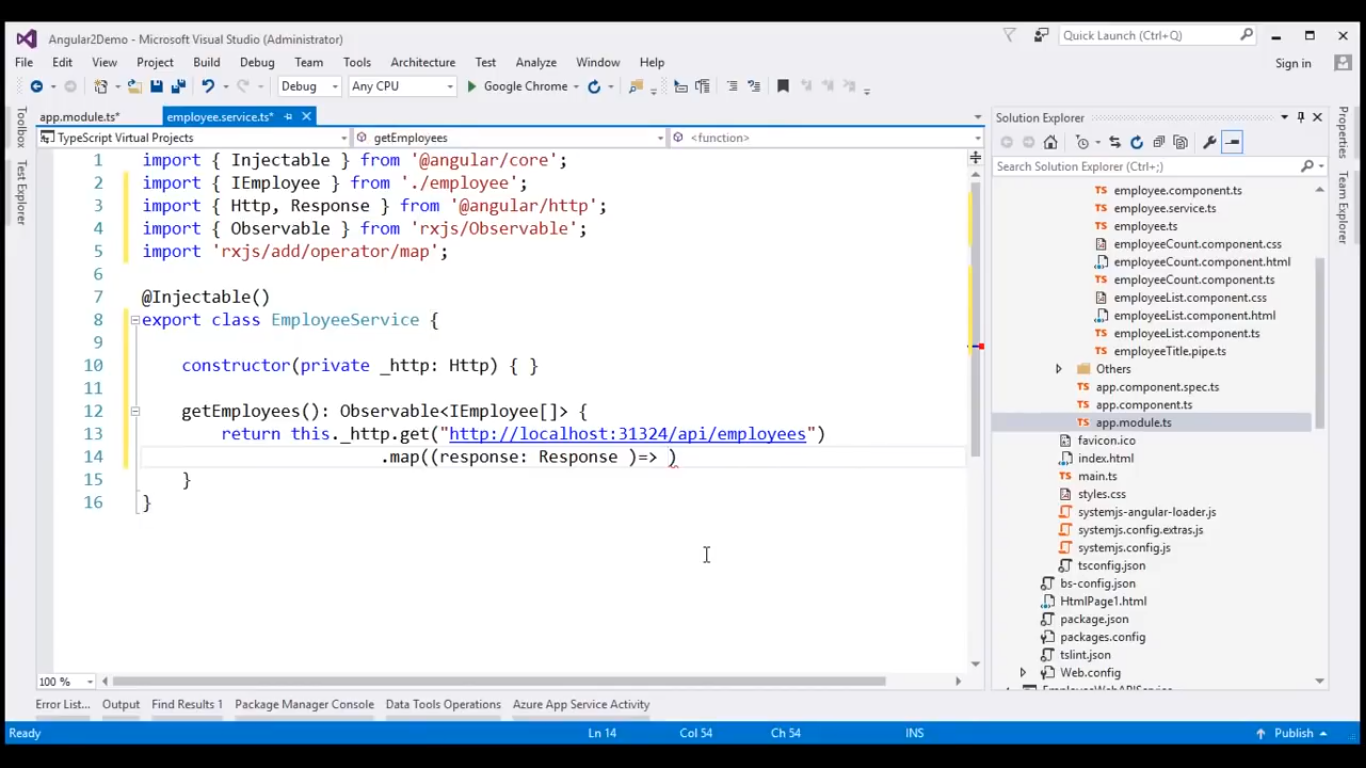 Angular2Demo - Microsoft Visual Studio (Administrator)
Quick Launch (Ctrl+Q)
File Edit View Project Build Debug Team Tools Architecture Test Analyze Window Help
Sign in
Debug Any CPU Google Chrome
Toolbox
Test Explorer
app.module.ts* employee.service.ts*
TypeScript Virtual Projects getEmployees <function>
1 import { Injectable } from '@angular/core';
2 import { IEmployee } from './employee';
3 import { Http, Response } from '@angular/http';
4 import { Observable } from 'rxjs/Observable';
5 import 'rxjs/add/operator/map';
6
7 @Injectable()
8 export class EmployeeService {
9
10 constructor(private _http: Http) { }
11
12 getEmployees(): Observable<IEmployee[]> {
13 return this._http.get("http://localhost:31324/api/employees")
14 .map((response: Response )=> )
15 }
16 }
100 %
Solution Explorer
Search Solution Explorer (Ctrl+;)
employee.component.ts
employee.service.ts
employee.ts
employeeCount.component.css
employeeCount.component.html
employeeCount.component.ts
employeeList.component.css
employeeList.component.html
employeeList.component.ts
employeeTitle.pipe.ts
Others
app.component.spec.ts
app.component.ts
app.module.ts
favicon.ico
index.html
main.ts
styles.css
systemjs-angular-loader.js
systemjs.config.extras.js
systemjs.config.js
tsconfig.json
bs-config.json
HtmlPage1.html
package.json
packages.config
tslint.json
Web.config
EmployeeWebAPIService
Properties
Team Explorer
Error List... Output Find Results 1 Package Manager Console Data Tools Operations Azure App Service Activity
Ready Ln 14 Col 54 Ch 54 INS Publish